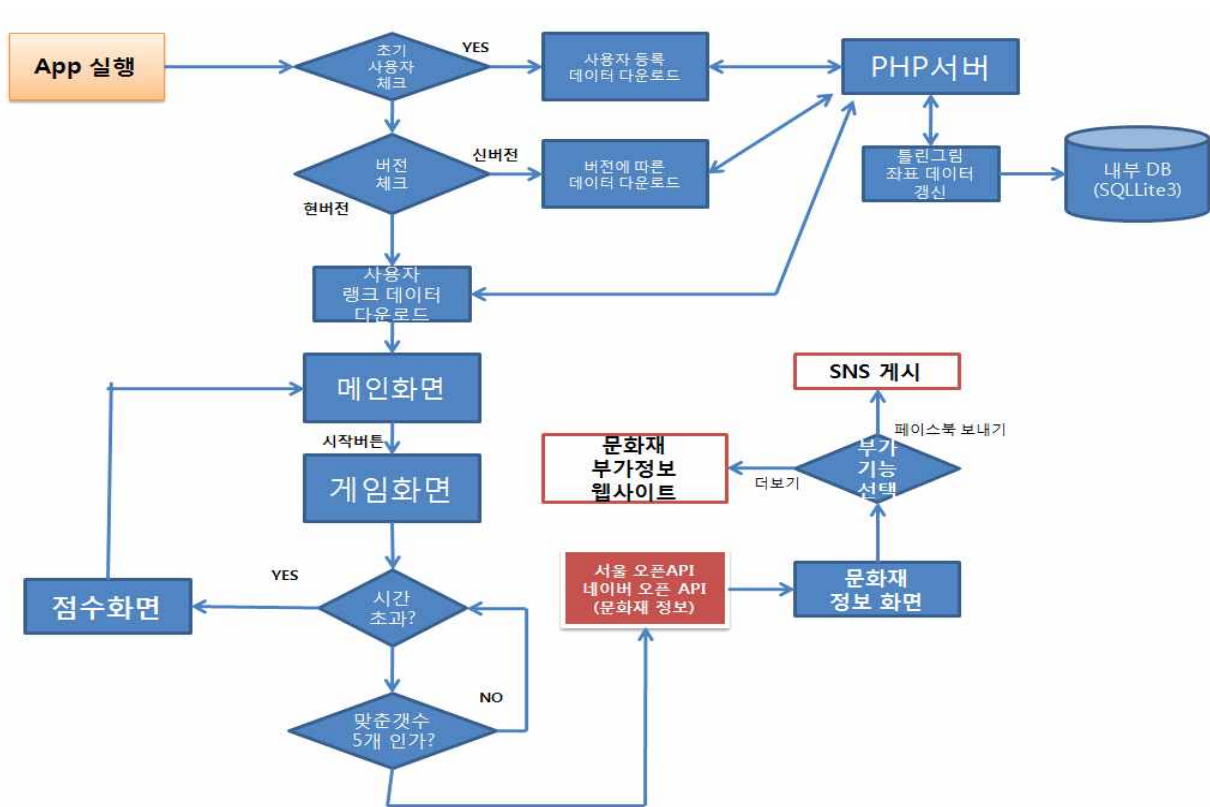 App 실행
초기
사용자
체크
YES
사용자 등록
데이터 다운로드
PHP서버
버전
체크
신버전
버전에 따른
데이터 다운로드
틀린그림
좌표 데이터
갱신
내부 DB
(SQLLite3)
현버전
사용자
랭크 데이터
다운로드
메인화면
시작버튼
게임화면
SNS 게시
페이스북 보내기
부가
기능
선택
더보기
문화재
부가정보
웹사이트
서울 오픈API
네이버 오픈 API
(문화재 정보)
문화재
정보 화면
YES
시간
초과?
점수화면
NO
맞춘갯수
5개 인가?